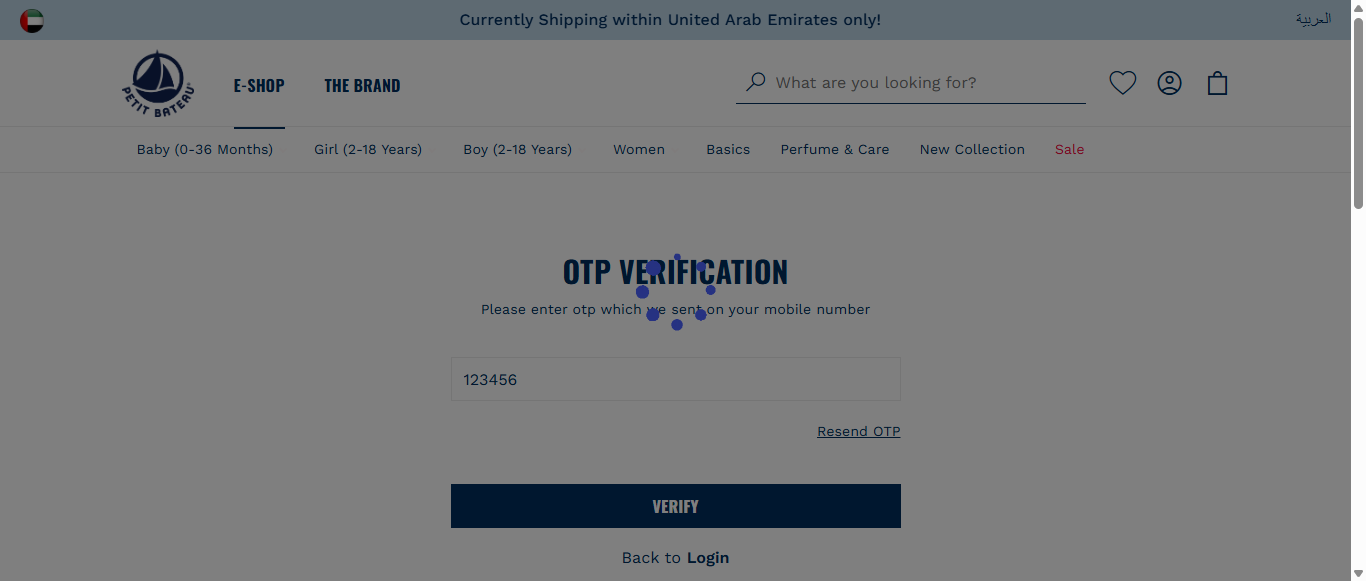 Currently Shipping within United Arab Emirates only!
العربية
PETIT BATEAU
E-SHOP
THE BRAND
What are you looking for?
Baby (0-36 Months)
Girl (2-18 Years)
Boy (2-18 Years)
Women
Basics
Perfume & Care
New Collection
Sale
OTP VERIFICATION
Please enter otp which we sent on your mobile number
123456
Resend OTP
VERIFY
Back to Login